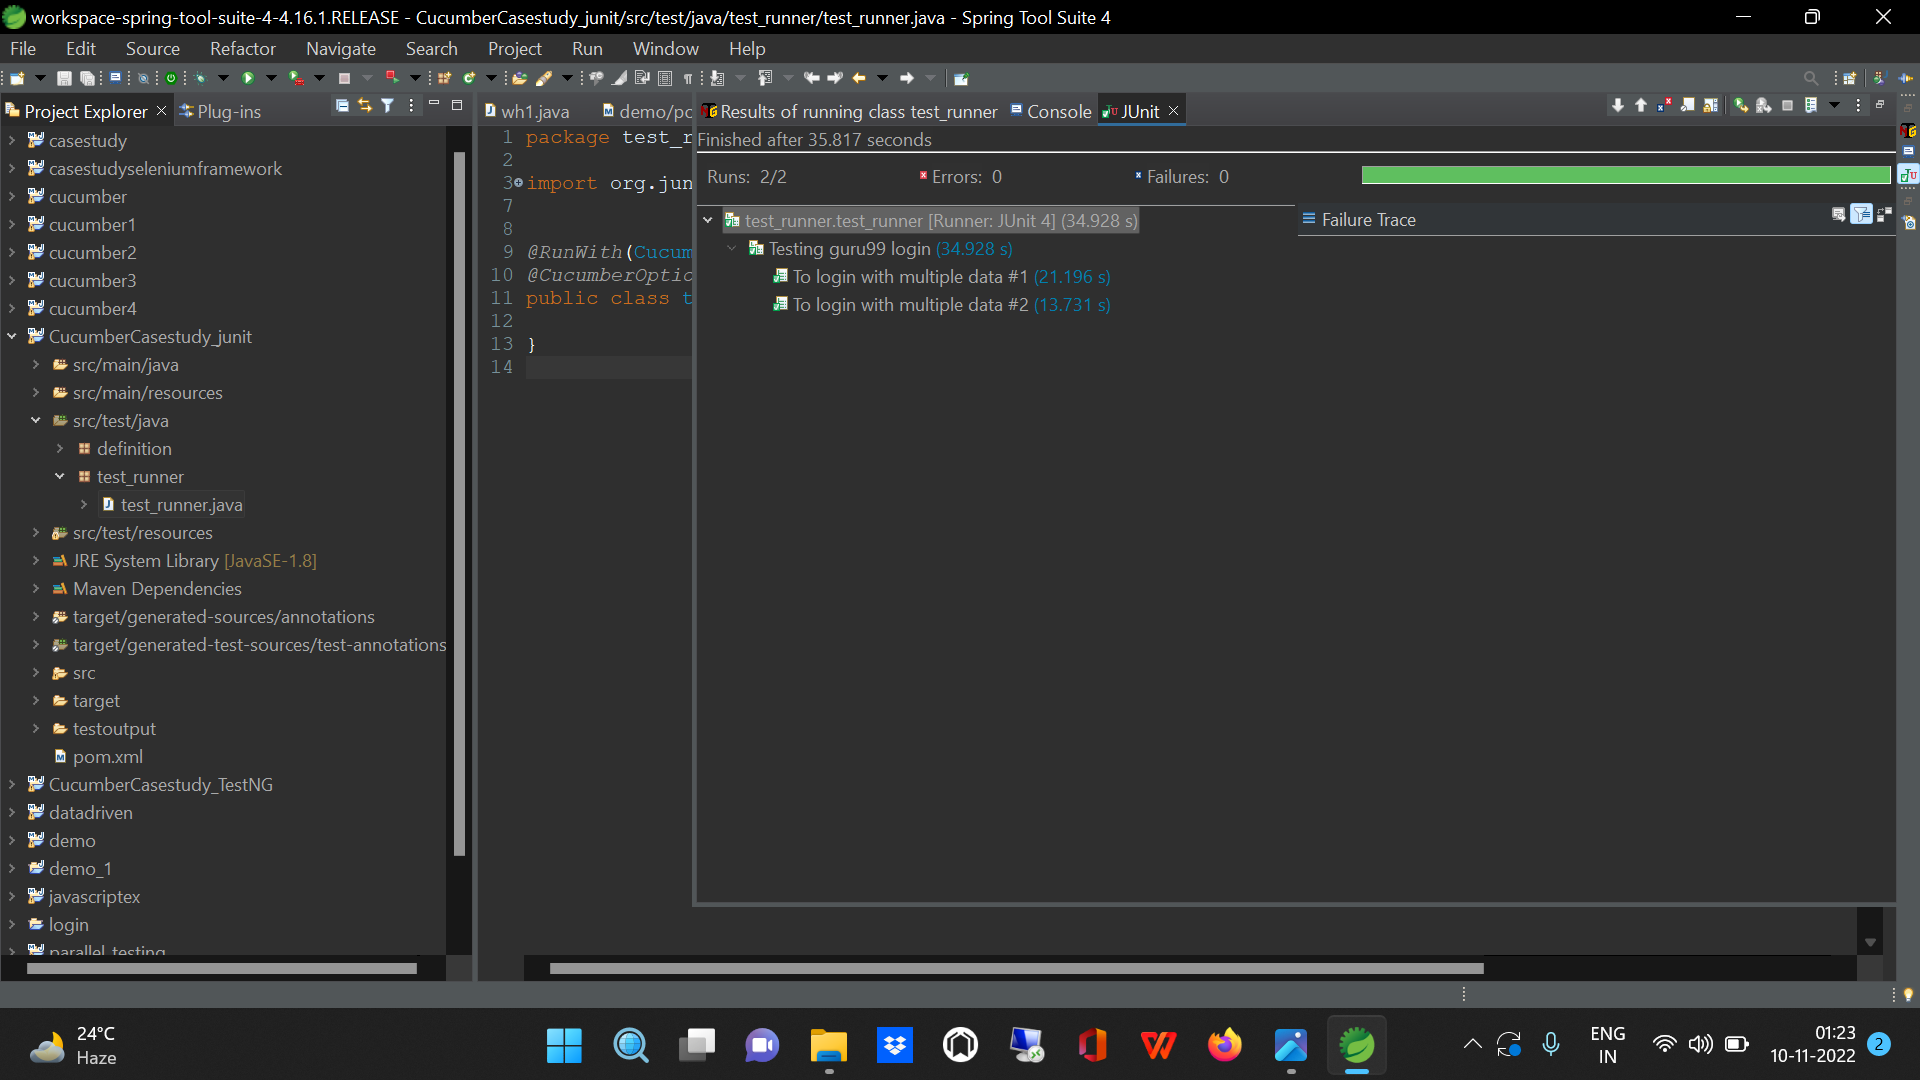 workspace-spring-tool-suite-4-4.16.1.RELEASE - CucumberCasestudy_junit/src/test/java/test_runner/test_runner.java - Spring Tool Suite 4
File Edit Source Refactor Navigate Search Project Run Window Help
Project Explorer
Plug-ins
casestudy
casestudyseleniumframework
cucumber
cucumber1
cucumber2
cucumber3
cucumber4
CucumberCasestudy_junit
src/main/java
src/main/resources
src/test/java
definition
test_runner
test_runner.java
src/test/resources
JRE System Library [JavaSE-1.8]
Maven Dependencies
target/generated-sources/annotations
target/generated-test-sources/test-annotations
src
target
testoutput
pom.xml
CucumberCasestudy_TestNG
datadriven
demo
demo_1
javascriptex
login
parallel_testing
wh1.java
demo/po
1 package test_r
2
3 import org.jun
7
8
9 @RunWith(Cucum
10 @CucumberOptic
11 public class t
12
13 }
14
Results of running class test_runner
Console
JUnit
Finished after 35.817 seconds
Runs: 2/2
Errors: 0
Failures: 0
test_runner.test_runner [Runner: JUnit 4] (34.928 s)
Testing guru99 login (34.928 s)
To login with multiple data #1 (21.196 s)
To login with multiple data #2 (13.731 s)
Failure Trace
24°C
Haze
ENG
IN
01:23
10-11-2022
2